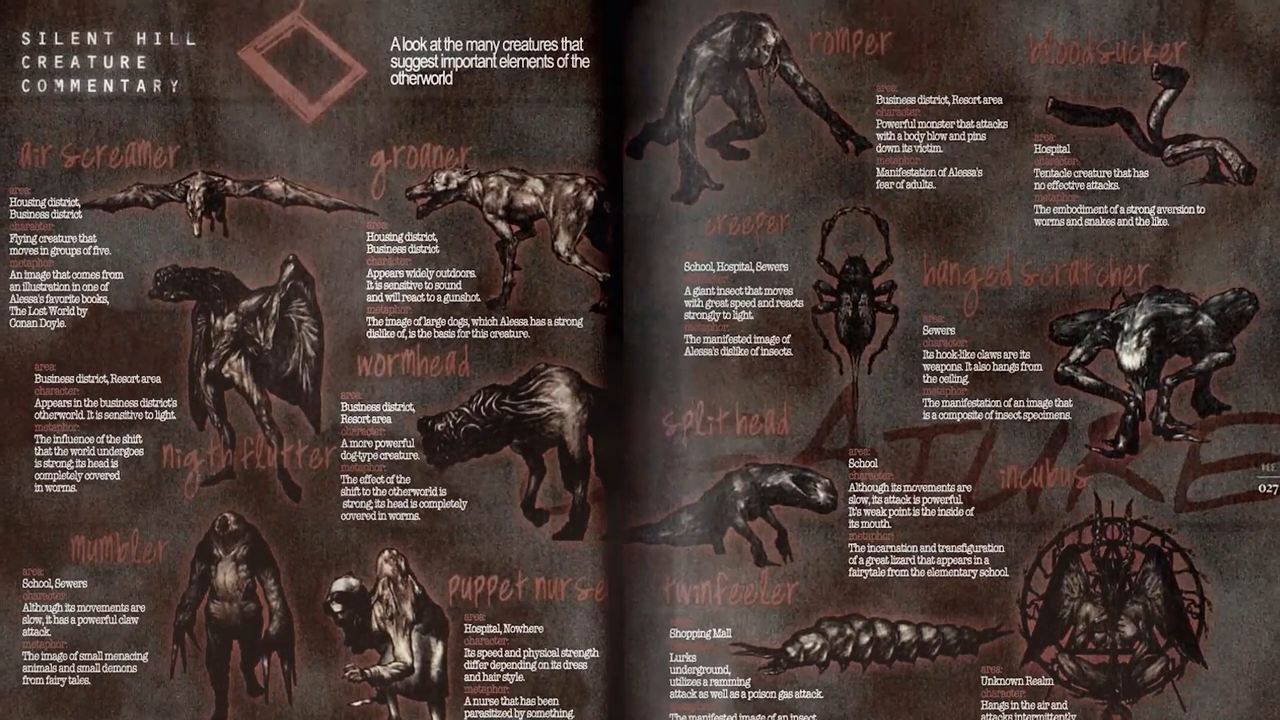 SILENT HILL
CREATURE
COMMENTARY
A look at the many creatures that
suggest important elements of the
otherworld
air screamer
area:
Housing district,
Business district
character:
Flying creature that
moves in groups of five.
metaphor:
An image that comes from
an illustration in one of
Alessa's favorite books,
The Lost World by
Conan Doyle.
groaner
area:
Housing district,
Business district
character:
Appears widely outdoors.
It is sensitive to sound
and will react to a gunshot.
metaphor:
The image of large dogs, which Alessa has a strong
dislike of, is the basis for this creature.
area:
Business district, Resort area
character:
Appears in the business district's
otherworld. It is sensitive to light.
metaphor:
The influence of the shift
that the world undergoes
is strong; its head is
completely covered
in worms.
nigth flutter
wormhead
area:
Business district,
Resort area
character:
A more powerful
dog-type creature.
metaphor:
The effect of the
shift to the otherworld is
strong; its head is completely
covered in worms.
mumbler
area:
School, Sewers
character:
Although its movements are
slow, it has a powerful claw
attack.
metaphor:
The image of small menacing
animals and small demons
from fairy tales.
puppet nurse
area:
Hospital, Nowhere
character:
Its speed and physical strength
differ depending on its dress
and hair style.
metaphor:
A nurse that has been
parasitized by something.
romper
area:
Business district, Resort area
character:
Powerful monster that attacks
with a body blow and pins
down its victim.
metaphor:
Manifestation of Alessa's
fear of adults.
bloodsucker
area:
Hospital
character:
Tentacle creature that has
no effective attacks.
metaphor:
The embodiment of a strong aversion to
worms and snakes and the like.
creeper
School, Hospital, Sewers
A giant insect that moves
with great speed and reacts
strongly to light.
metaphor:
The manifested image of
Alessa's dislike of insects.
hanged scratcher
area:
Sewers
character:
Its hook-like claws are its
weapons. It also hangs from
the ceiling.
metaphor:
The manifestation of an image that
is a composite of insect specimens.
split head
area:
School
character:
Although its movements are
slow, its attack is powerful.
It's weak point is the inside of
its mouth.
metaphor:
The incarnation and transfiguration
of a great lizard that appears in a
fairytale from the elementary school.
incubus
027
twinfeeler
Shopping Mall
Lurks
underground,
utilizes a ramming
attack as well as a poison gas attack.
The manifested image of an insect
area:
Unknown Realm
character:
Hangs in the air and
attacks intermittently